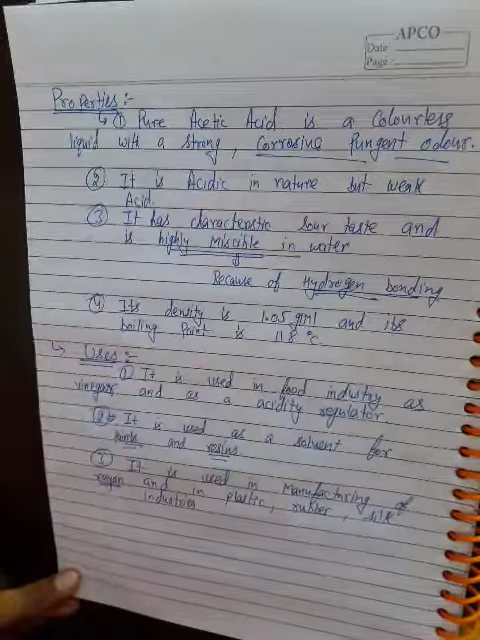 APCO
Date
Page
Properties :-
↳ ① Pure Acetic Acid is a Colourless
liquid with a strong, Corrosive Pungent odour.
② It is Acidic in nature but weak
Acid.
③ It has characterstic sour taste and
is highly Miscible in water
Because of Hydrogen bonding
④ Its density is 1.05 g/ml and its
boiling Point is 118 °C
↳ Uses :-
① It is used in food industry as
vinegar and as a acidity regulator
② It is used as a solvent for
and resins
③ It is used in Manufacturing of
rayon and in plastic, rubber, silk
industries